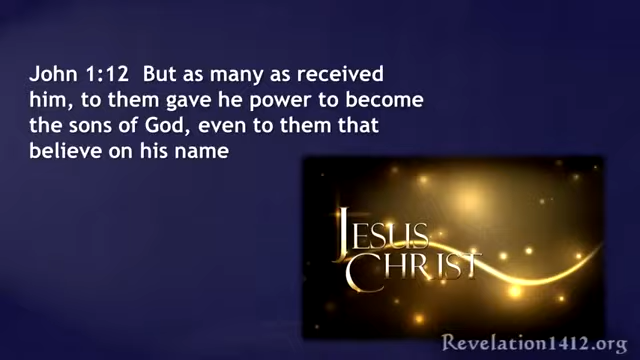 John 1:12  But as many as received
him, to them gave he power to become
the sons of God, even to them that
believe on his name
JESUS
CHRIST
Revelation1412.org